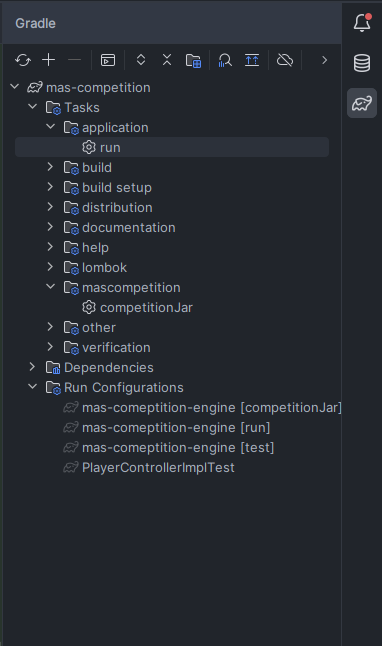 Gradle
mas-competition
Tasks
application
run
build
build setup
distribution
documentation
help
lombok
mascompetition
competitionJar
other
verification
Dependencies
Run Configurations
mas-comeptition-engine [competitionJar]
mas-comeptition-engine [run]
mas-comeptition-engine [test]
PlayerControllerImplTest